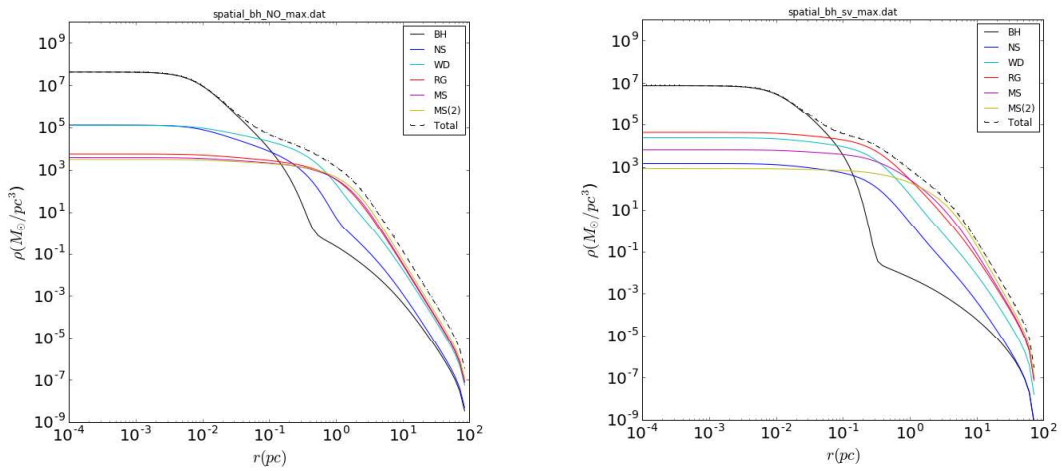 spatial_bh_NO_max.dat
10^9
10^7
10^5
10^3
10^1
10^-1
10^-3
10^-5
10^-7
10^-9
ρ(M⊙/pc^3)
BH
NS
WD
RG
MS
MS(2)
Total
10^-4 10^-3 10^-2 10^-1 10^0 10^1 10^2
r(pc)
spatial_bh_sv_max.dat
10^9
10^7
10^5
10^3
10^1
10^-1
10^-3
10^-5
10^-7
10^-9
ρ(M⊙/pc^3)
BH
NS
WD
RG
MS
MS(2)
Total
10^-4 10^-3 10^-2 10^-1 10^0 10^1 10^2
r(pc)